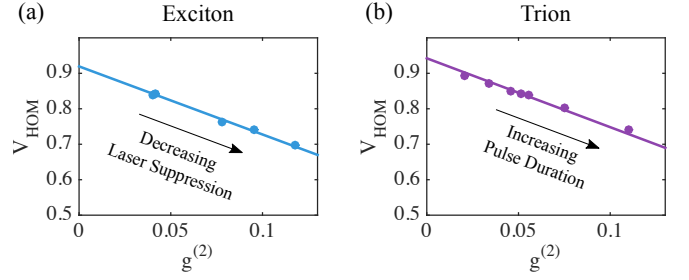 (a) Exciton
V_HOM
0.9
0.8
0.7
0.6
0.5
Decreasing
Laser Suppression
0 0.05 0.1
g^(2)
(b) Trion
V_HOM
0.9
0.8
0.7
0.6
0.5
Increasing
Pulse Duration
0 0.05 0.1
g^(2)